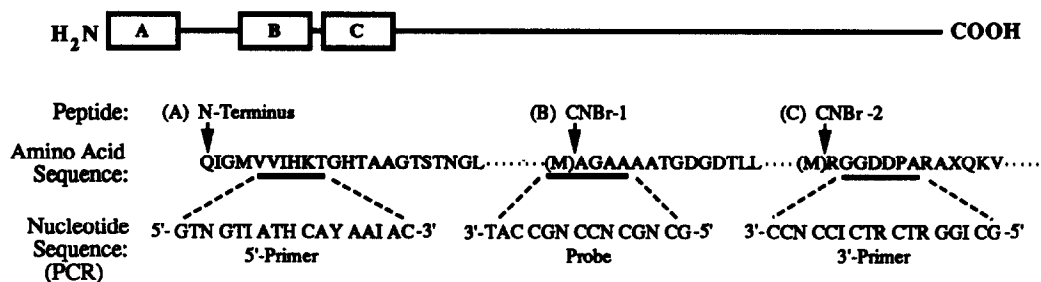 H2N A B C COOH
Peptide: (A) N-Terminus (B) CNBr-1 (C) CNBr-2
Amino Acid Sequence: QIGMVVIHKTGHTAAGTSTNGL······ (M)AGAAAATGDGDTLL ····· (M)RGGDDPARAXQKV······
Nucleotide Sequence: (PCR) 5'- GTN GTI ATH CAY AAI AC-3' 3'-TAC CGN CCN CGN CG-5' 3'-CCN CCI CTR CTR GGI CG-5'
5'-Primer Probe 3'-Primer